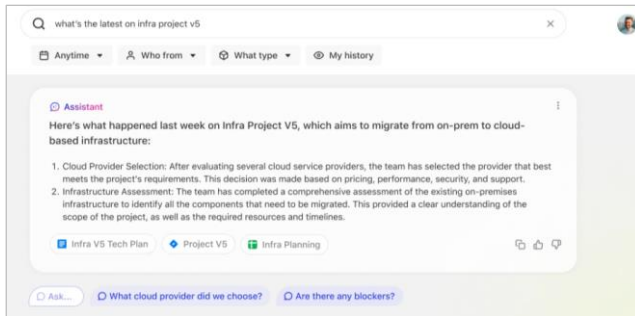 what's the latest on infra project v5
Anytime Who from What type My history
Assistant
Here's what happened last week on Infra Project V5, which aims to migrate from on-prem to cloud-
based infrastructure:
1. Cloud Provider Selection: After evaluating several cloud service providers, the team has selected the provider that best
meets the project's requirements. This decision was made based on pricing, performance, security, and support.
2. Infrastructure Assessment: The team has completed a comprehensive assessment of the existing on-premises
infrastructure to identify all the components that need to be migrated. This provided a clear understanding of the
scope of the project, as well as the required resources and timelines.
Infra V5 Tech Plan Project V5 Infra Planning
Ask... What cloud provider did we choose? Are there any blockers?